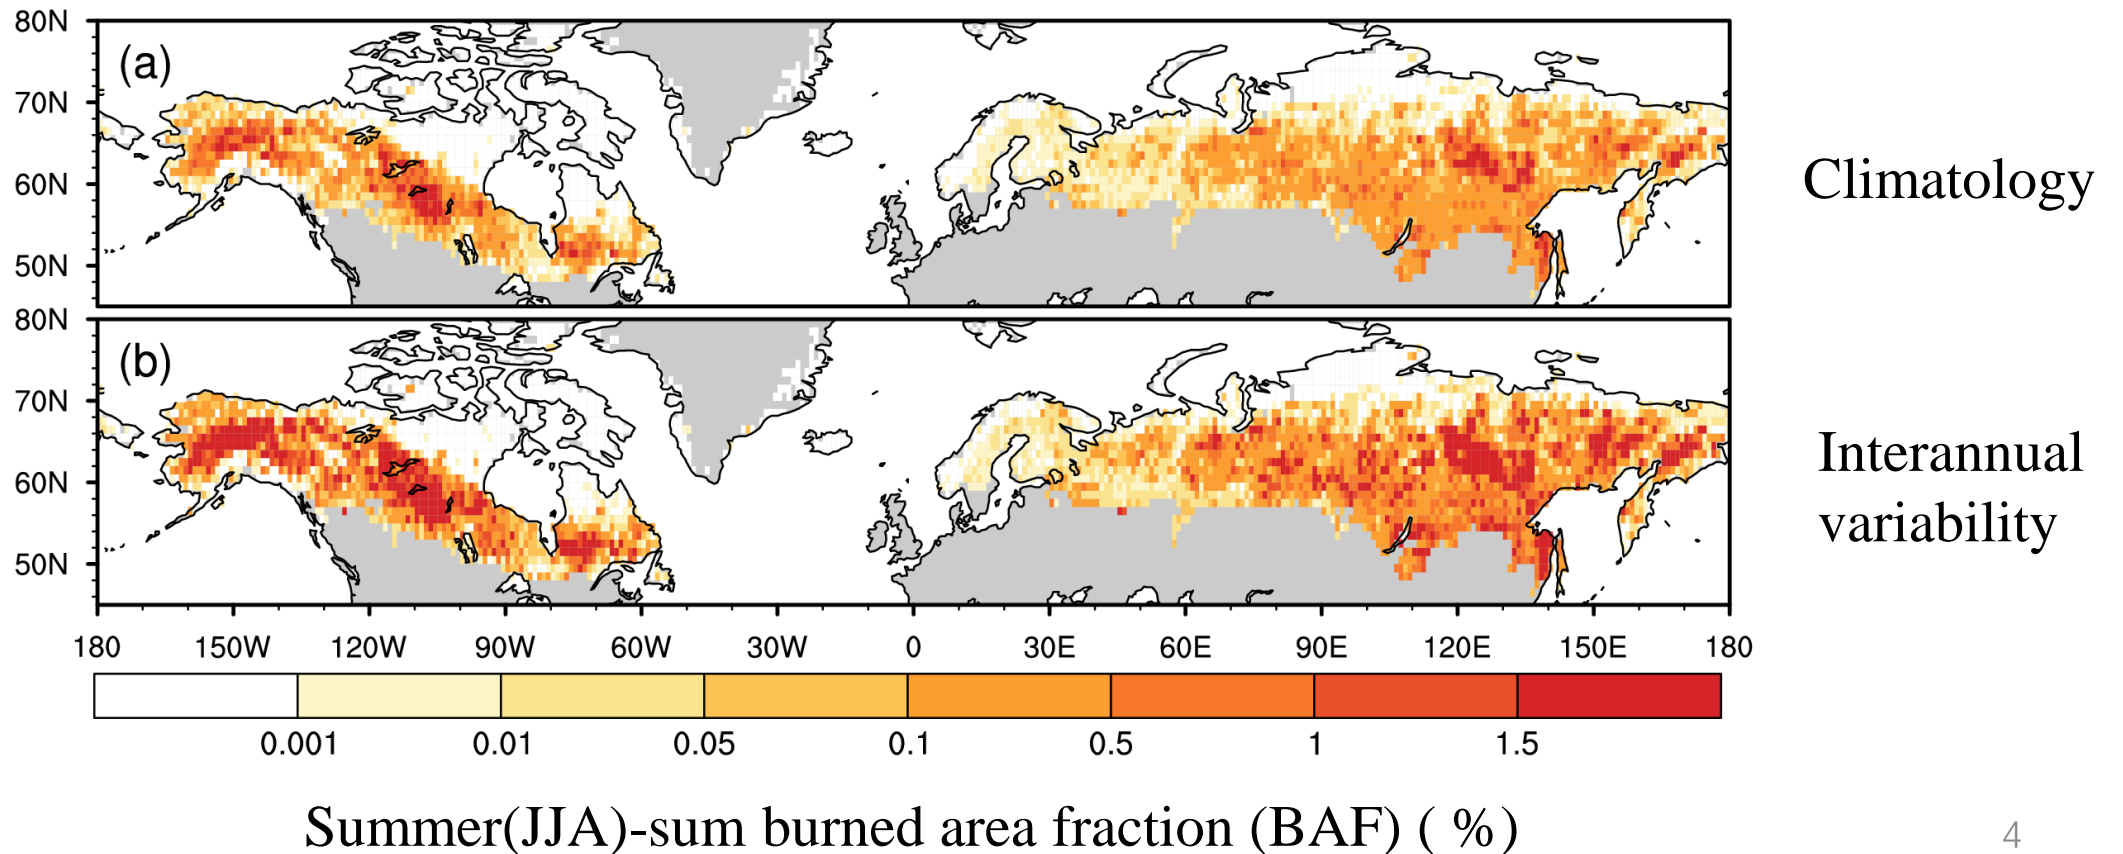 80N
(a)
70N
60N
50N
Climatology
80N
(b)
70N
60N
50N
Interannual
variability
180 150W 120W 90W 60W 30W 0 30E 60E 90E 120E 150E 180
0.001 0.01 0.05 0.1 0.5 1 1.5
Summer(JJA)-sum burned area fraction (BAF) ( %)
4